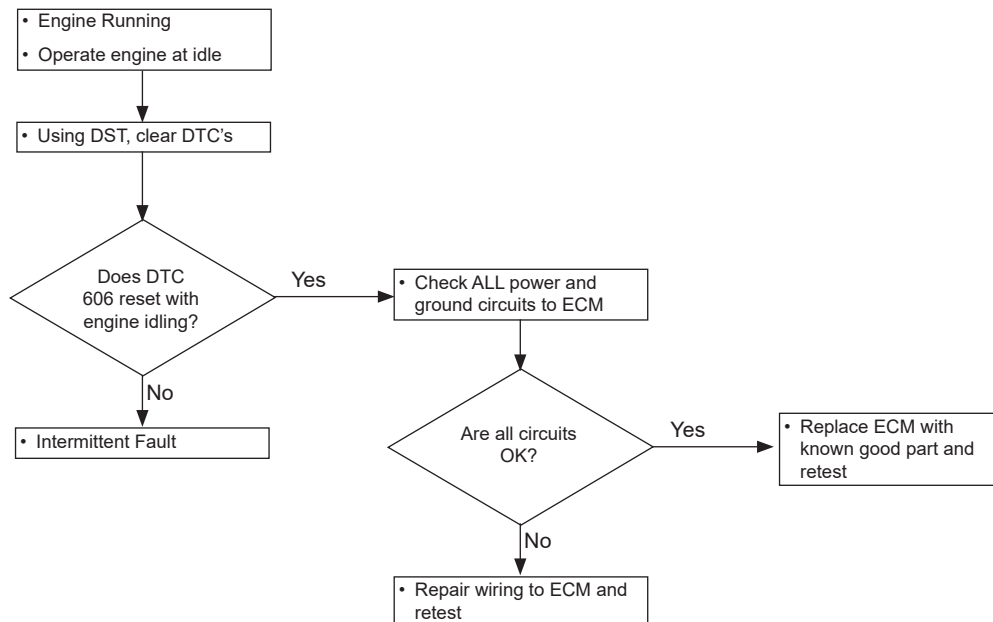 • Engine Running
• Operate engine at idle
• Using DST, clear DTC's
Does DTC
606 reset with
engine idling?
Yes
No
• Intermittent Fault
• Check ALL power and
ground circuits to ECM
Are all circuits
OK?
Yes
No
• Replace ECM with
known good part and
retest
• Repair wiring to ECM and
retest